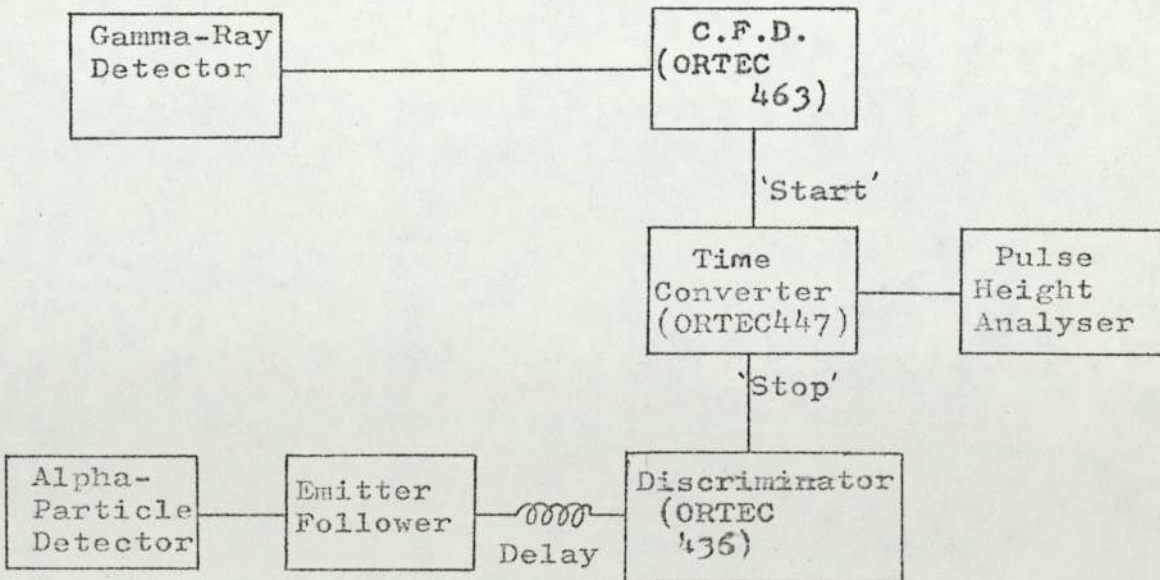 Gamma-Ray
Detector
C.F.D.
(ORTEC
463)
'Start'
Time
Converter
(ORTEC447)
Pulse
Height
Analyser
'Stop'
Alpha-
Particle
Detector
Emitter
Follower
Delay
Discriminator
(ORTEC
436)